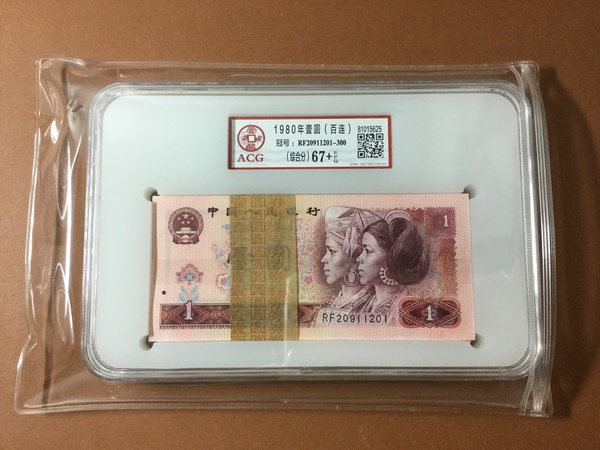 1980年壹圆（百连）
81015625
冠号：RF20911201-300
ACG
(综合分) 67+
EPQ
中国人民银行
1
1
1
RF20911201